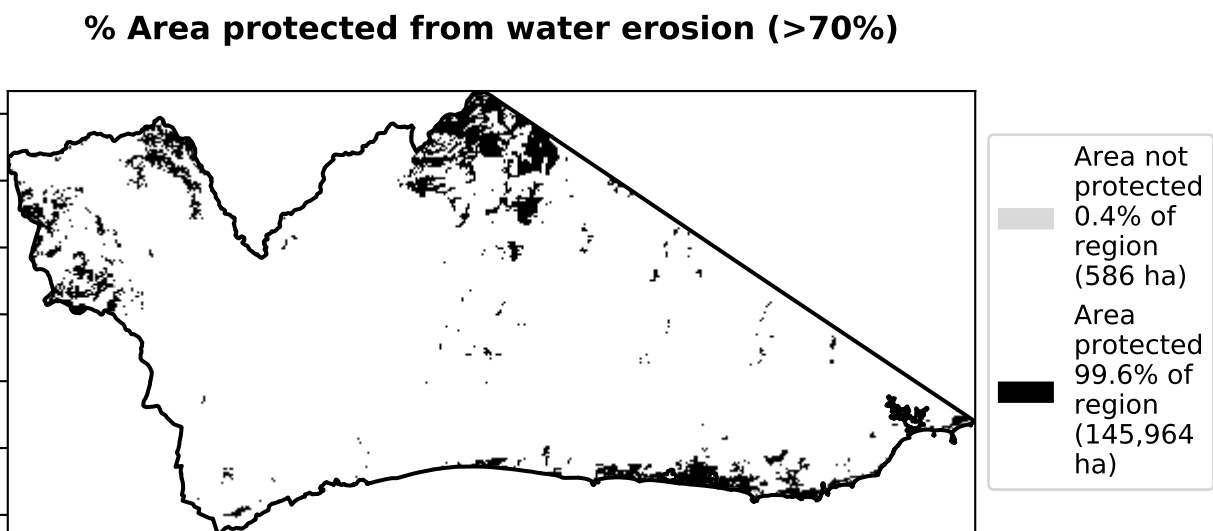 % Area protected from water erosion (>70%)
Area not
protected
0.4% of
region
(586 ha)
Area
protected
99.6% of
region
(145,964
ha)